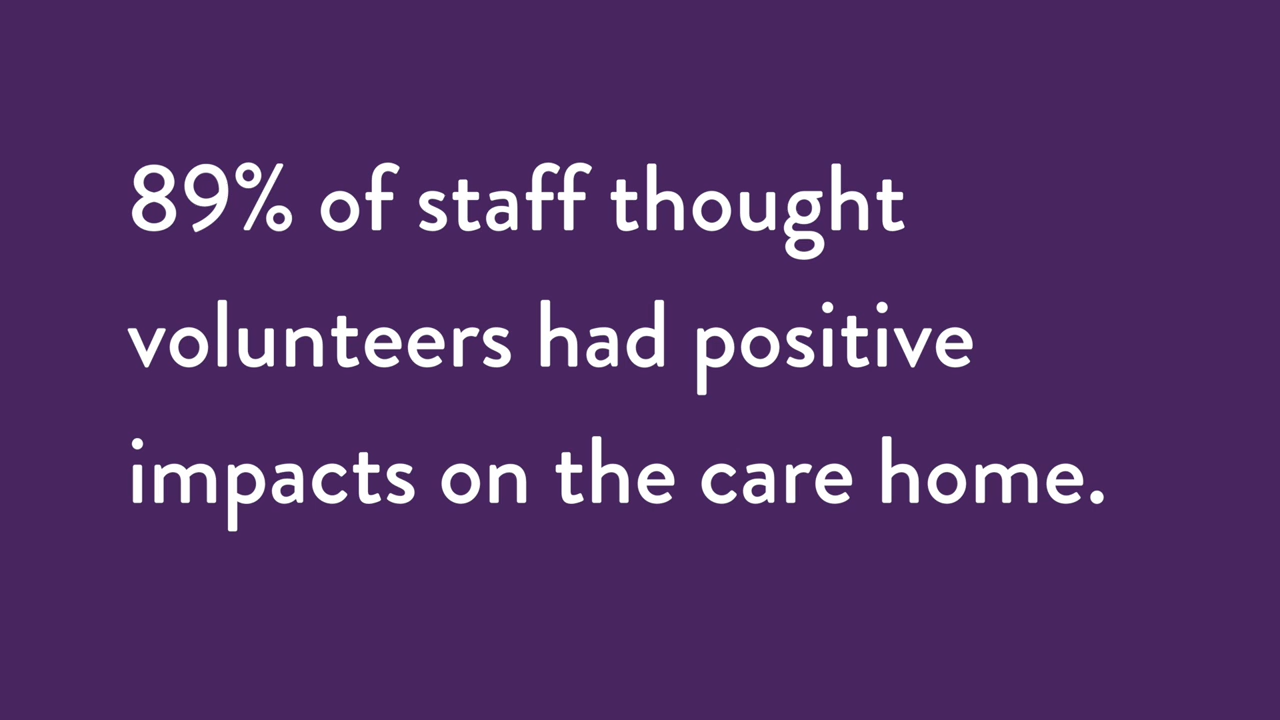 89% of staff thought
volunteers had positive
impacts on the care home.